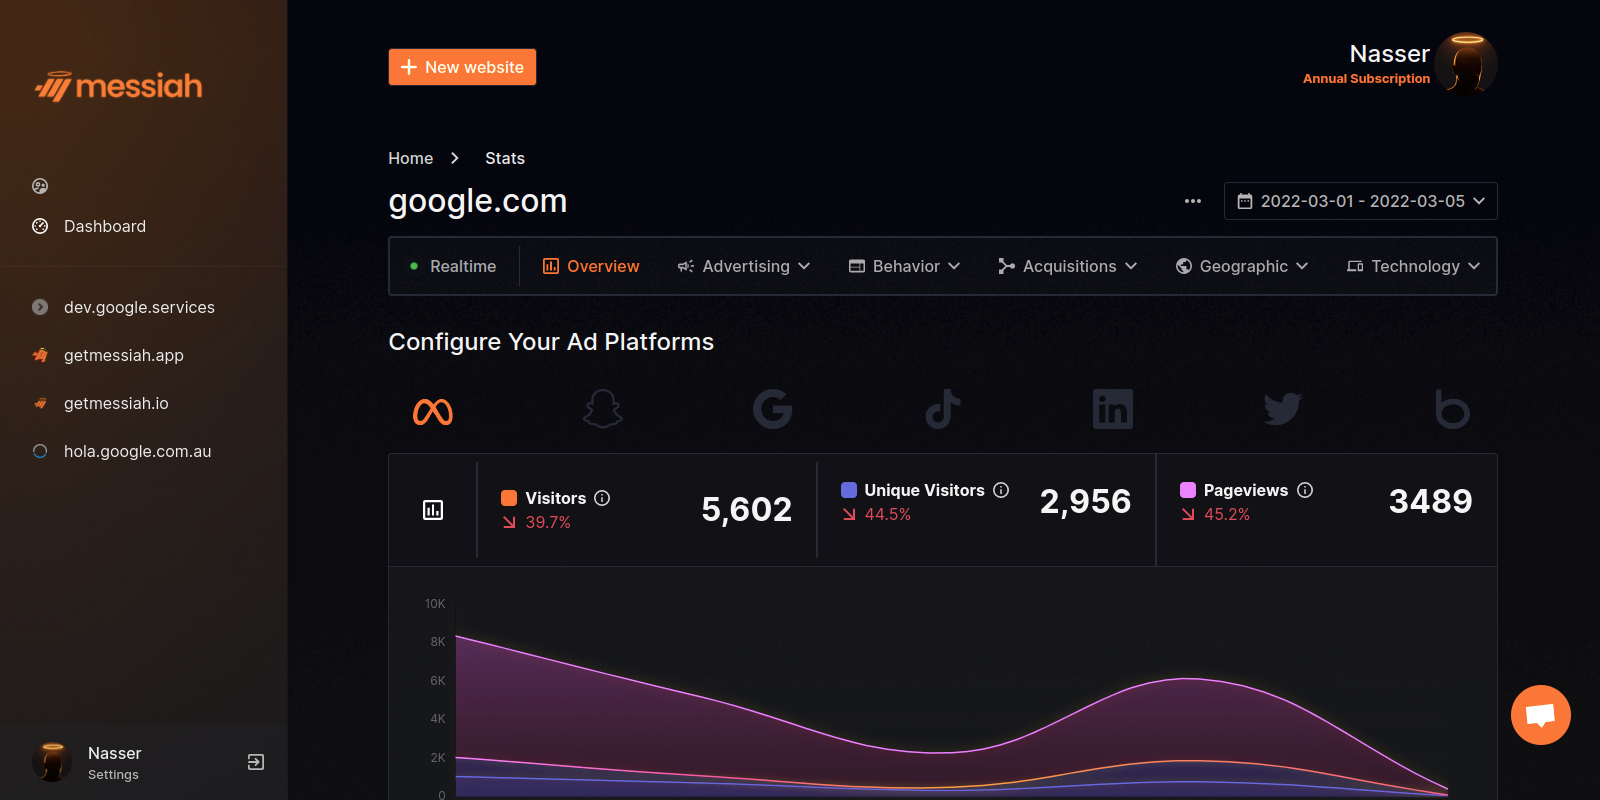 messiah
Dashboard
dev.google.services
getmessiah.app
getmessiah.io
hola.google.com.au
Nasser
Settings
New website
Nasser
Annual Subscription
Home
Stats
google.com
2022-03-01 - 2022-03-05
Realtime
Overview
Advertising
Behavior
Acquisitions
Geographic
Technology
Configure Your Ad Platforms
Visitors
39.7%
5,602
Unique Visitors
44.5%
2,956
Pageviews
45.2%
3489
10K
8K
6K
4K
2K
0